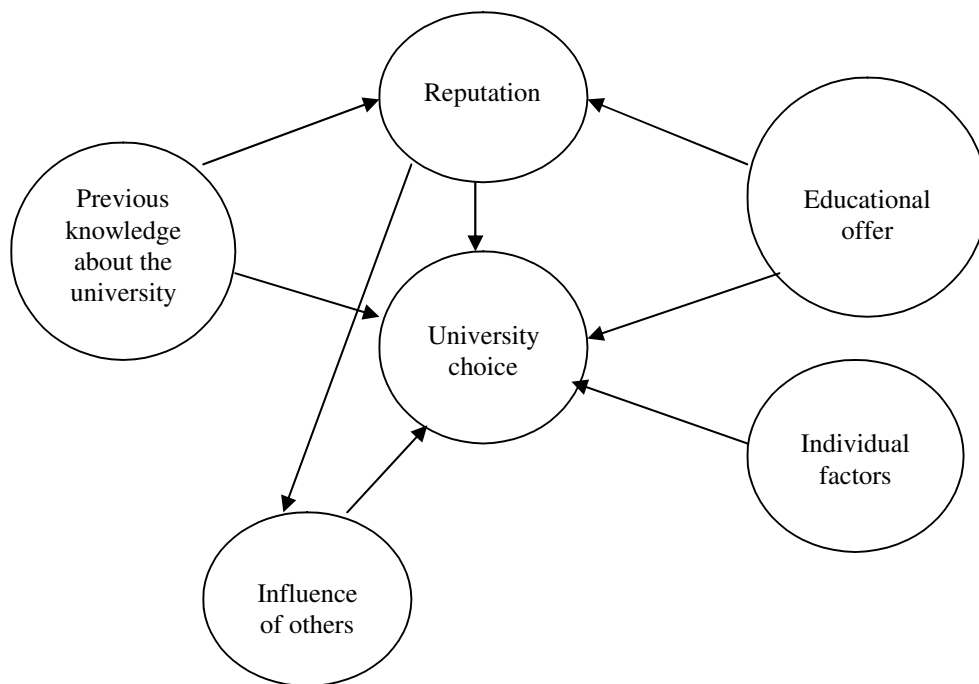 Reputation
Previous
knowledge
about the
university
Educational
offer
University
choice
Individual
factors
Influence
of others